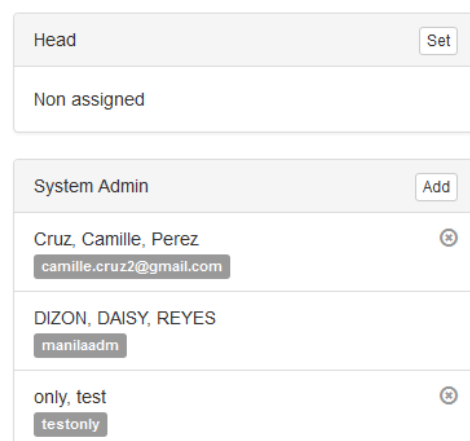 Head
Set
Non assigned
System Admin
Add
Cruz, Camille, Perez
camille.cruz2@gmail.com
DIZON, DAISY, REYES
manilaadm
only, test
testonly